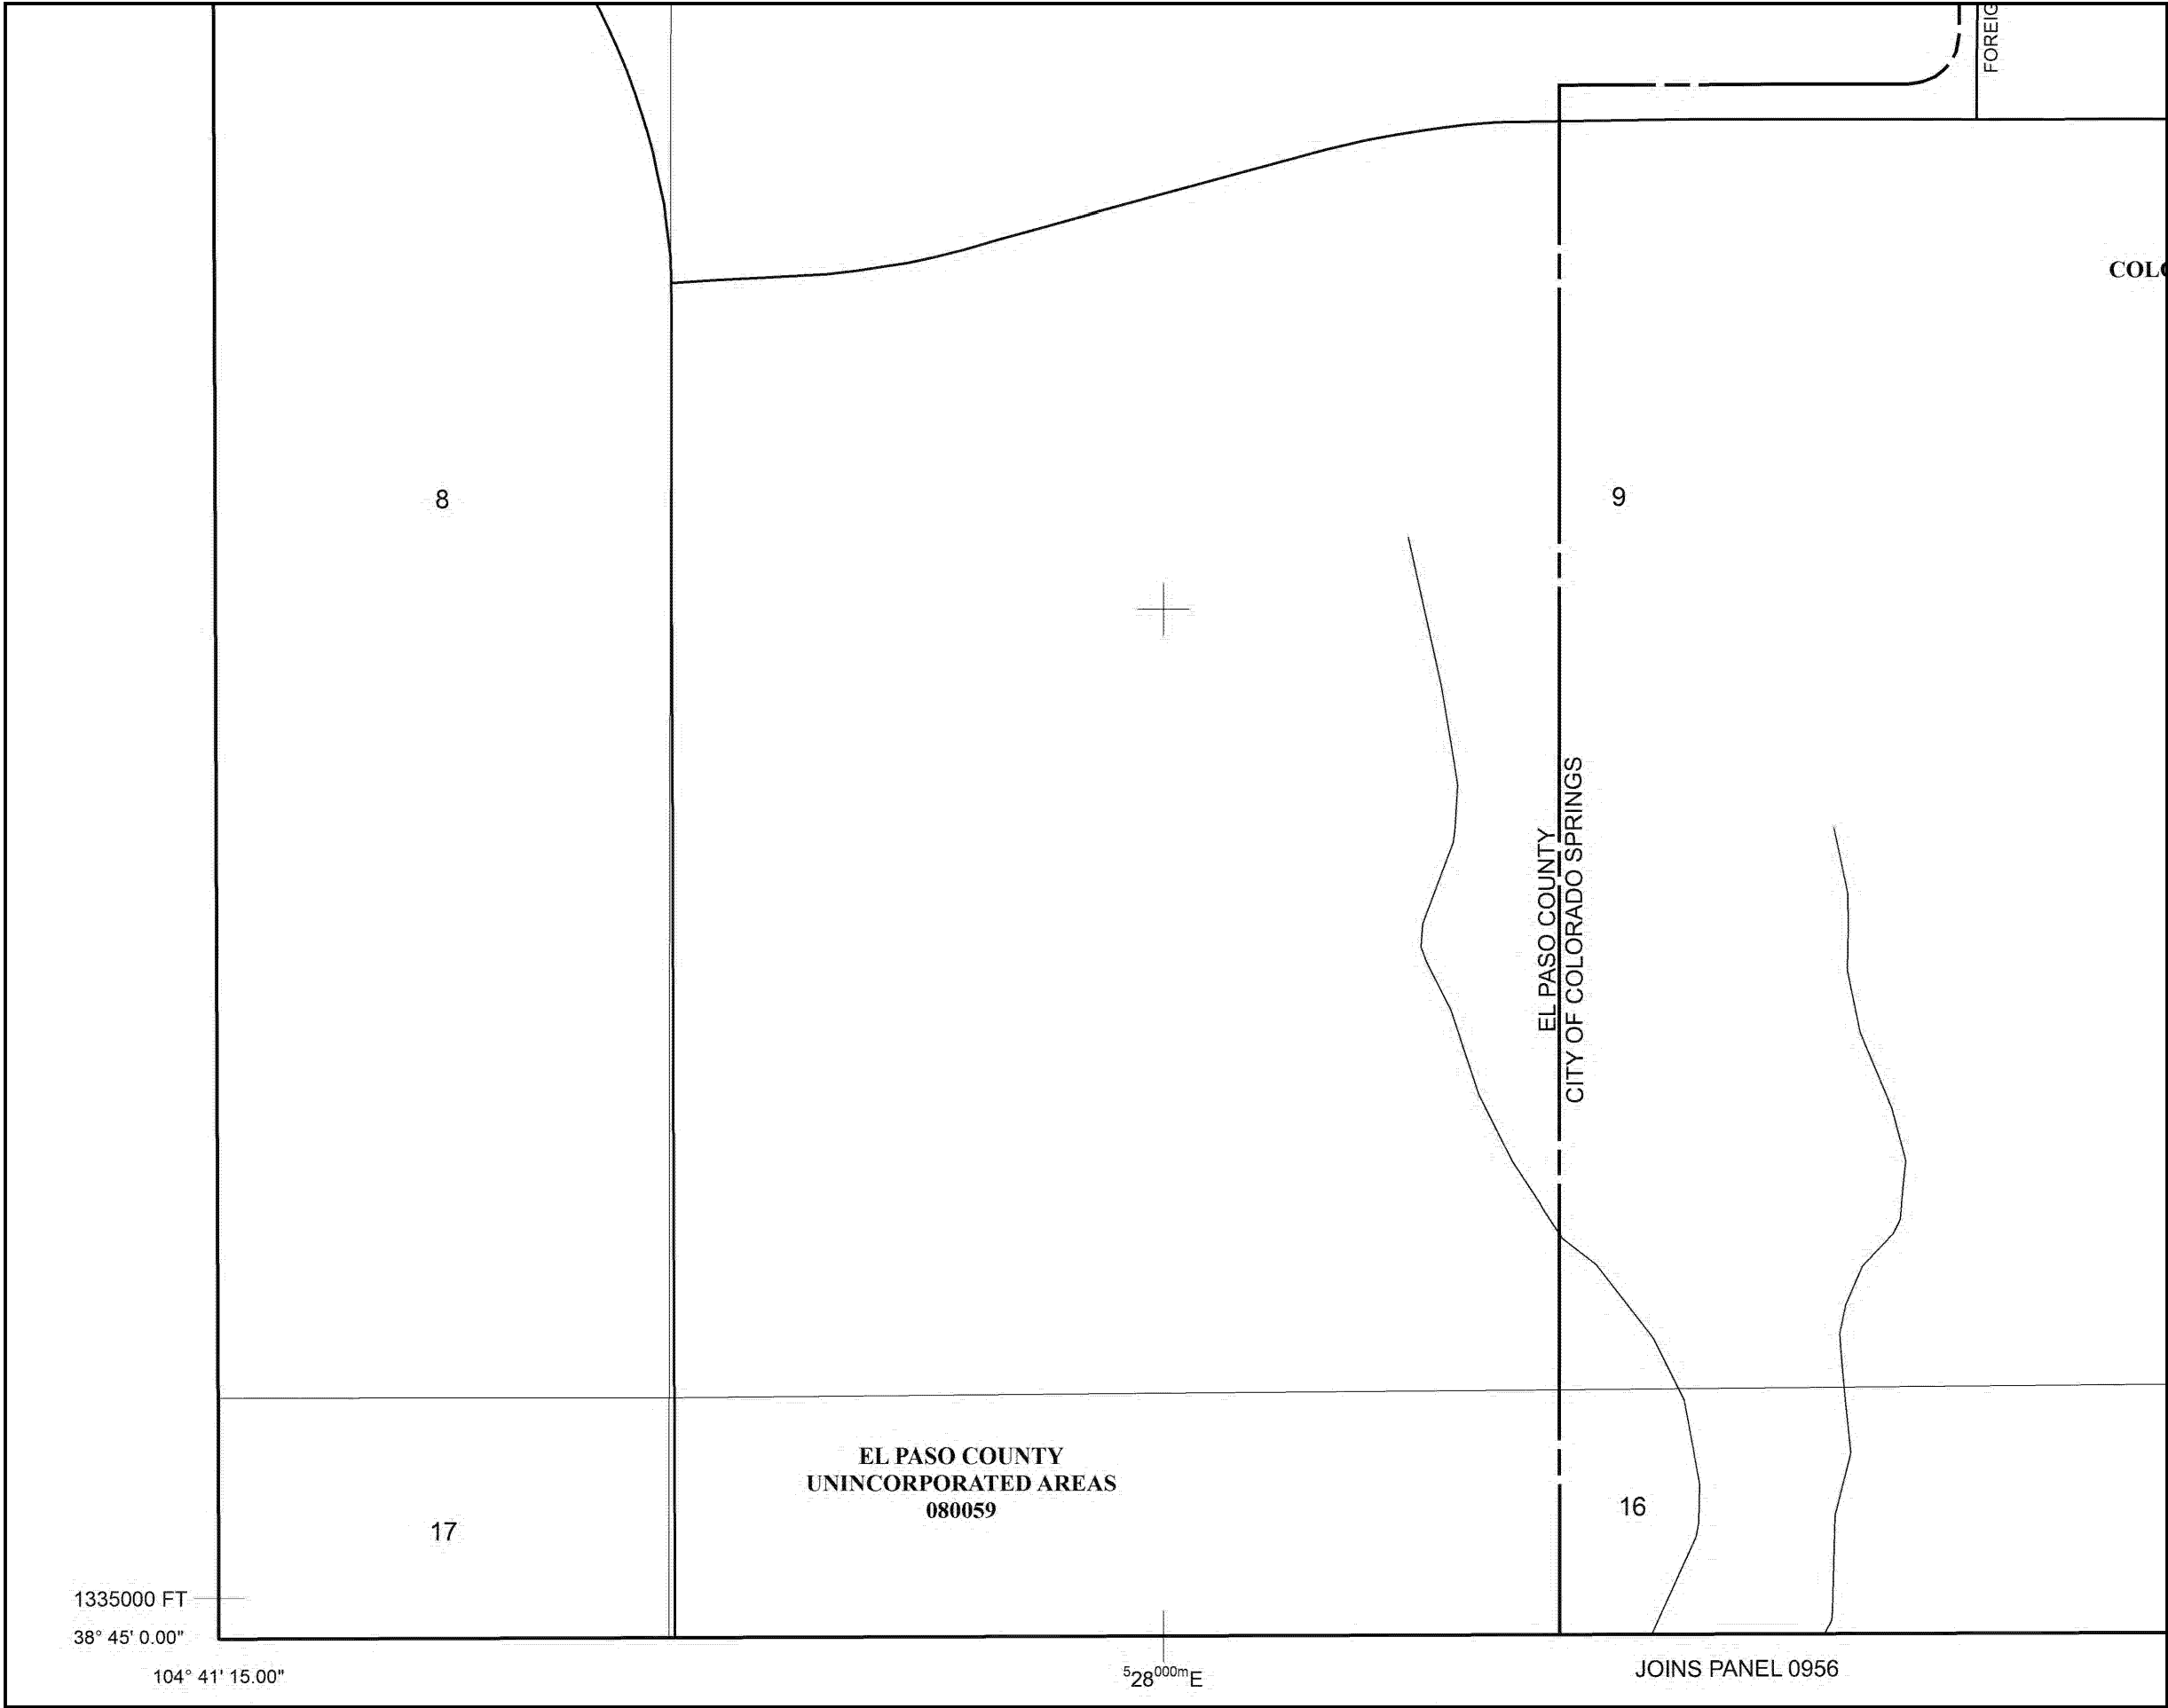 FOREIG
COLO
8
9
EL PASO COUNTY
CITY OF COLORADO SPRINGS
EL PASO COUNTY
UNINCORPORATED AREAS
080059
16
17
1335000 FT
38° 45' 0.00"
104° 41' 15.00"
528000mE
JOINS PANEL 0956